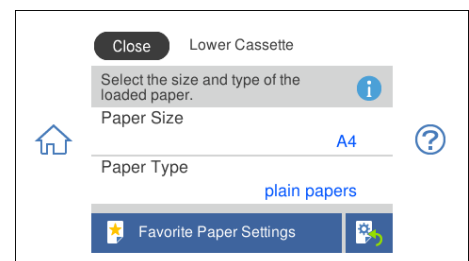 Close Lower Cassette
Select the size and type of the
loaded paper.
Paper Size
A4
Paper Type
plain papers
Favorite Paper Settings